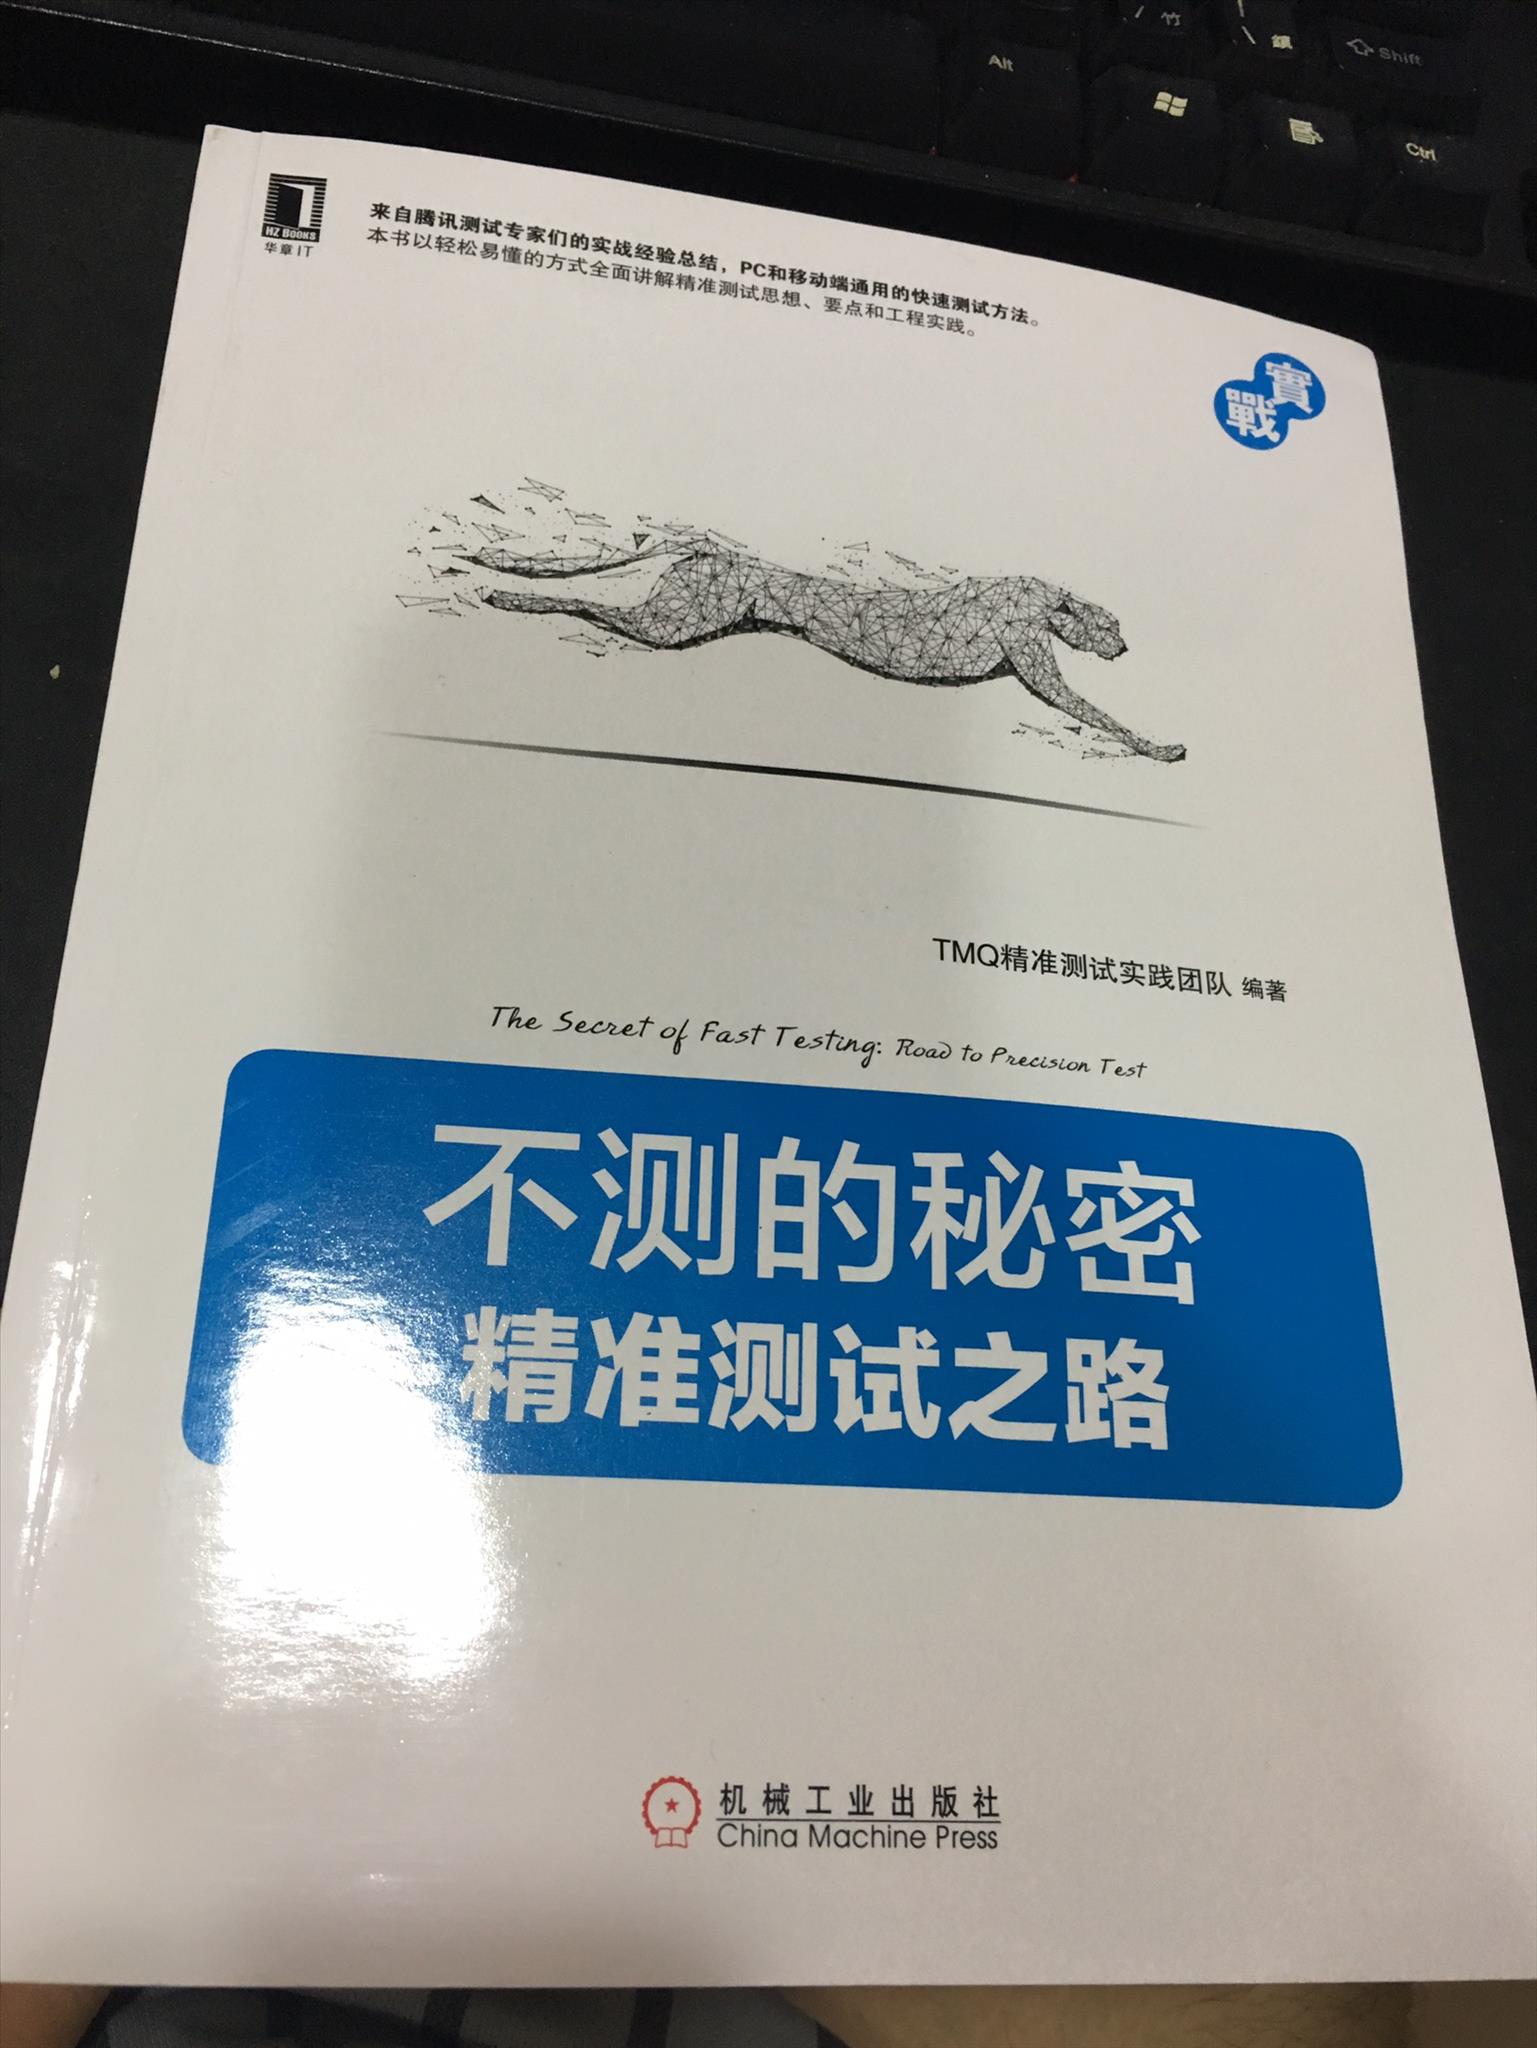 / 竹
\ 鎮
Shift
Alt
Ctrl
HZ BOOKS
华章IT
来自腾讯测试专家们的实战经验总结，PC和移动端通用的快速测试方法。
本书以轻松易懂的方式全面讲解精准测试思想、要点和工程实践。
實
戰
TMQ精准测试实践团队 编著
The Secret of Fast Testing: Road to Precision Test
不测的秘密
精准测试之路
机械工业出版社
China Machine Press